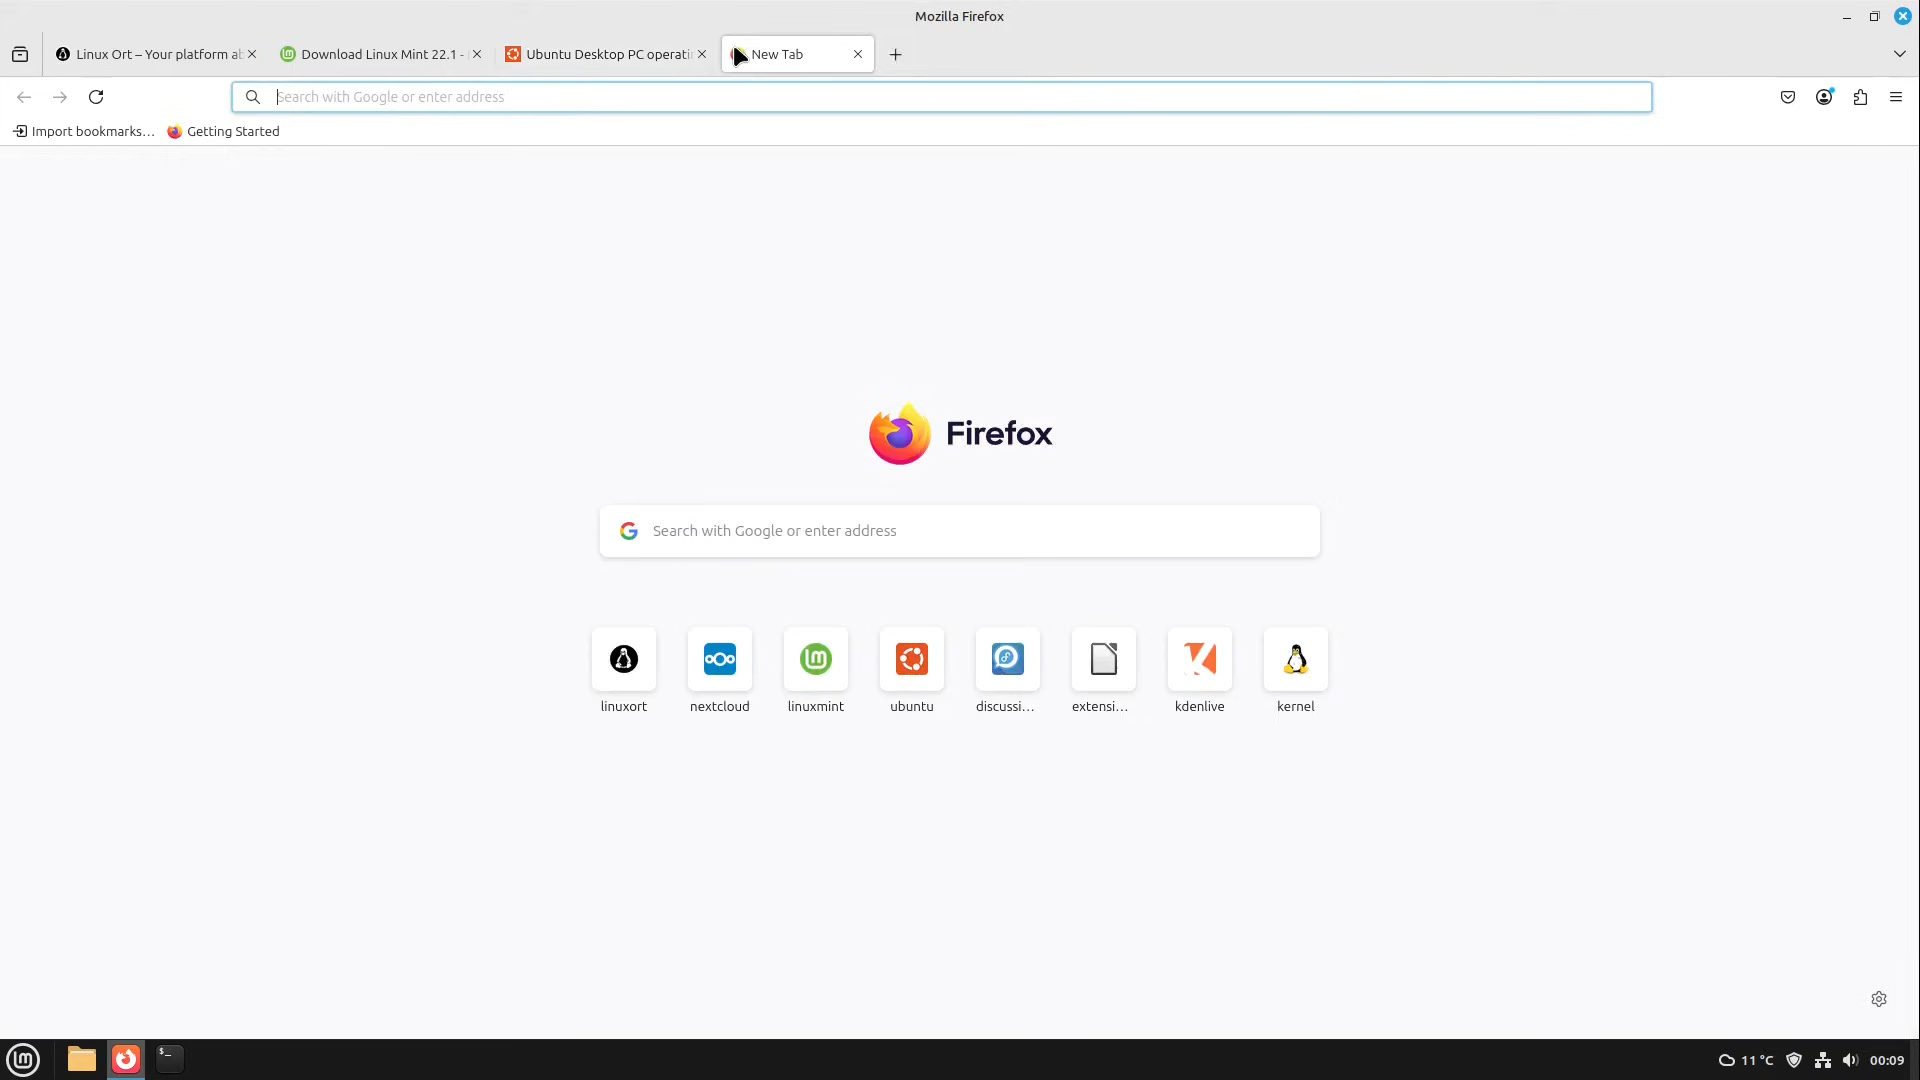 Mozilla Firefox
Linux Ort – Your platform ab
Download Linux Mint 22.1 -
Ubuntu Desktop PC operati
New Tab
Search with Google or enter address
Import bookmarks…
Getting Started
Firefox
Search with Google or enter address
linuxort
nextcloud
linuxmint
ubuntu
discussi…
extensi…
kdenlive
kernel
11 °C
00:09